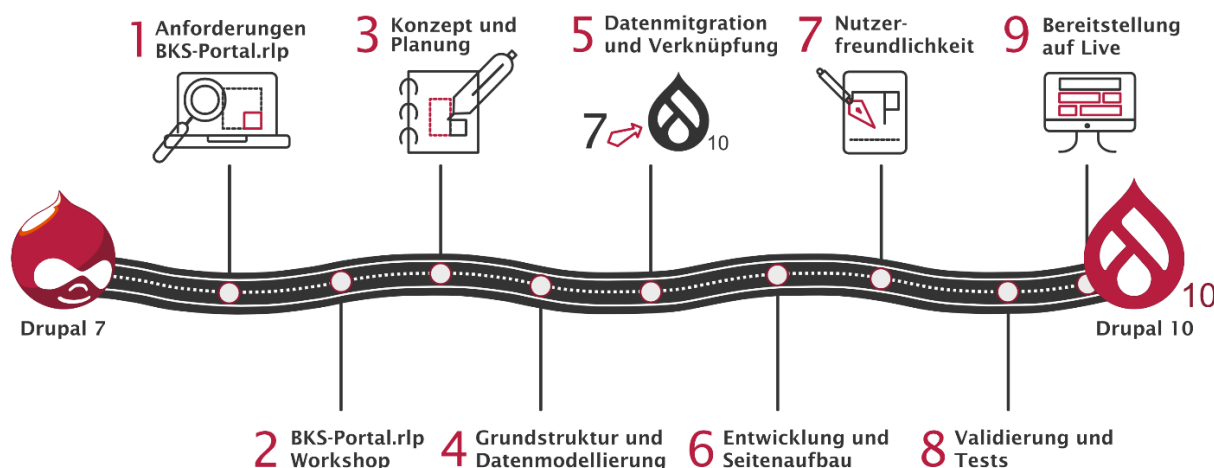 1 Anforderungen
BKS-Portal.rlp
3 Konzept und
Planung
5 Datenmitgration
und Verknüpfung
7 Nutzer-
freundlichkeit
9 Bereitstellung
auf Live
7
10
Drupal 7
10
Drupal 10
2 BKS-Portal.rlp
Workshop
4 Grundstruktur und
Datenmodellierung
6 Entwicklung und
Seitenaufbau
8 Validierung und
Tests